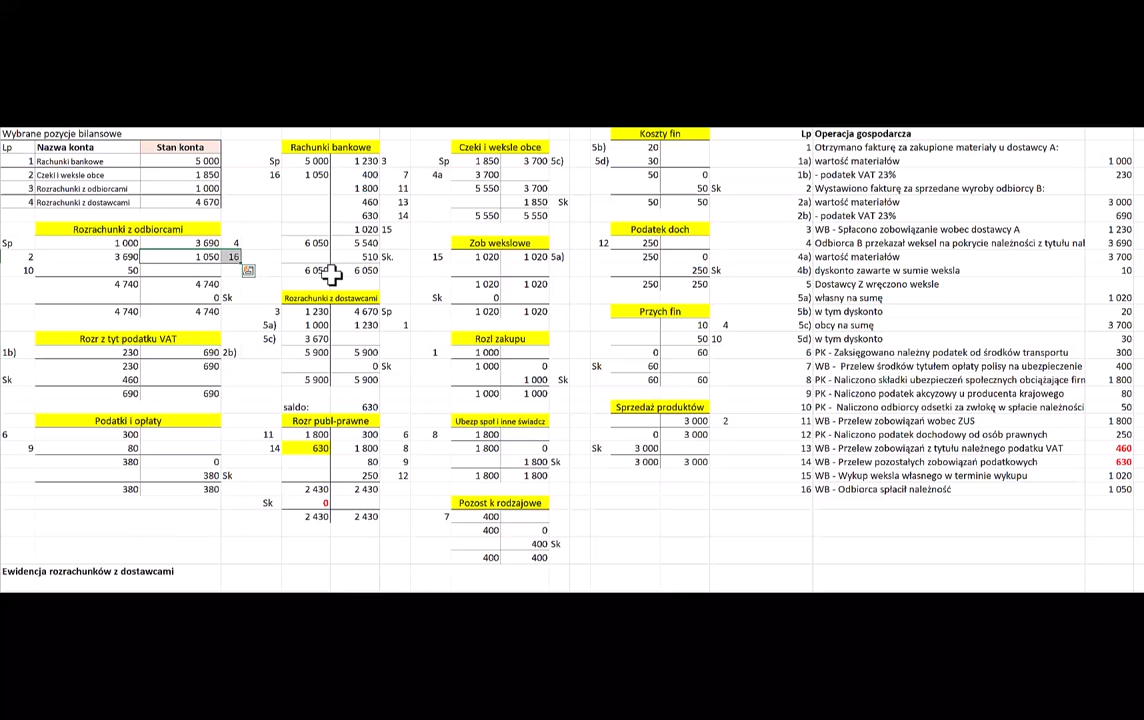 Wybrane pozycje bilansowe
Lp Nazwa konta Stan konta
1 Rachunki bankowe 5 000
2 Czeki i weksle obce 1 850
3 Rozrachunki z odbiorcami 1 000
4 Rozrachunki z dostawcami 4 670
Rozrachunki z odbiorcami
Sp 1 000 3 690 4
2 3 690 1 050 16
10 50
4 740 4 740
0 Sk
4 740 4 740
Rozr z tyt podatku VAT
1b) 230 690 2b)
230 690
Sk 460
690 690
Podatki i opłaty
6 300
9 80
380 0
380 Sk
380 380
Rachunki bankowe
Sp 5 000 1 230 3
16 1 050 400 7
1 800 11
460 13
630 14
1 020 15
6 050 5 540
510 Sk.
6 050 6 050
Rozrachunki z dostawcami
3 1 230 4 670 Sp
5a) 1 000 1 230 1
5c) 3 670
5 900 5 900
0 Sk
5 900 5 900
saldo: 630
Rozr publ-prawne
11 1 800 300 6
14 630 1 800 8
80 9
250 12
2 430 2 430
Sk 0
2 430 2 430
Czeki i weksle obce
Sp 1 850 3 700 5c)
4a 3 700
5 550 3 700
1 850 Sk
5 550 5 550
Zob wekslowe
15 1 020 1 020 5a)
1 020 1 020
Sk 0
1 020 1 020
Rozl zakupu
1 1 000
1 000 0
1 000 Sk
1 000 1 000
Ubezp społ i inne świadcz
8 1 800
1 800 0
1 800 Sk
1 800 1 800
Pozost k rodzajowe
7 400
400 0
400 Sk
400 400
Koszty fin
5b) 20
5d) 30
50 0
50 Sk
50 50
Podatek doch
12 250
250 0
250 Sk
250 250
Przych fin
10 4
50 10
0 60
Sk 60
60 60
Sprzedaż produktów
3 000 2
0 3 000
Sk 3 000
3 000 3 000
Lp Operacja gospodarcza
1 Otrzymano fakturę za zakupione materiały u dostawcy A:
1a) wartość materiałów 1 000
1b) - podatek VAT 23% 230
2 Wystawiono fakturę za sprzedane wyroby odbiorcy B:
2a) wartość materiałów 3 000
2b) - podatek VAT 23% 690
3 WB - Spłacono zobowiązanie wobec dostawcy A 1 230
4 Odbiorca B przekazał weksel na pokrycie należności z tytułu nal 3 690
4a) wartość materiałów 3 700
4b) dyskonto zawarte w sumie weksla 10
5 Dostawcy Z wręczono weksle
5a) własny na sumę 1 020
5b) w tym dyskonto 20
5c) obcy na sumę 3 700
5d) w tym dyskonto 30
6 PK - Zaksięgowano należny podatek od środków transportu 300
7 WB - Przelew środków tytułem opłaty polisy na ubezpieczenie 400
8 PK - Naliczono składki ubezpieczeń społecznych obciążające firn 1 800
9 PK - Naliczono podatek akcyzowy u producenta krajowego 80
10 PK - Naliczono odbiorcy odsetki za zwłokę w spłacie należności 50
11 WB - Przelew zobowiązań wobec ZUS 1 800
12 PK - Naliczono podatek dochodowy od osób prawnych 250
13 WB - Przelew zobowiązań z tytułu należnego podatku VAT 460
14 WB - Przelew pozostałych zobowiązań podatkowych 630
15 WB - Wykup weksla własnego w terminie wykupu 1 020
16 WB - Odbiorca spłacił należność 1 050
Ewidencja rozrachunków z dostawcami